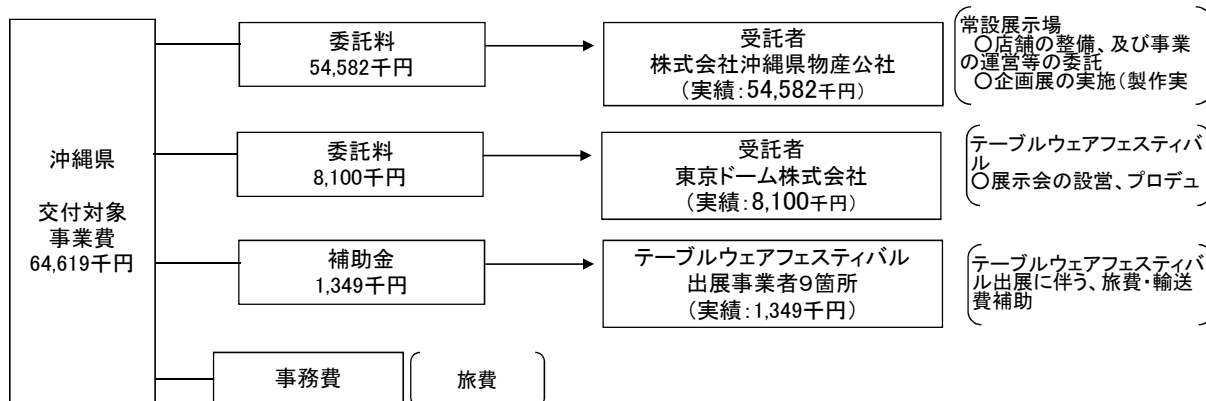 沖縄県
交付対象
事業費
64,619千円
委託料
54,582千円
受託者
株式会社沖縄県物産公社
(実績:54,582千円)
常設展示場
○店舗の整備、及び事業
の運営等の委託
○企画展の実施(製作実
委託料
8,100千円
受託者
東京ドーム株式会社
(実績:8,100千円)
テーブルウェアフェスティバ
ル
○展示会の設営、プロデュ
補助金
1,349千円
テーブルウェアフェスティバル
出展事業者9箇所
(実績:1,349千円)
テーブルウェアフェスティバ
ル出展に伴う、旅費・輸送
費補助
事務費
旅費